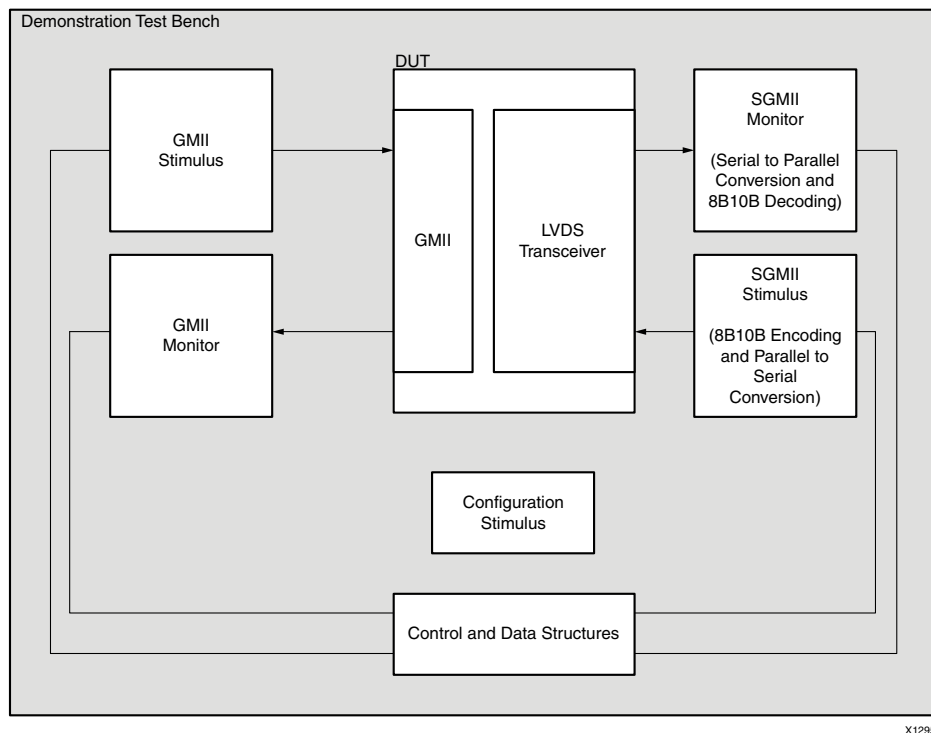 Demonstration Test Bench
DUT
GMII
Stimulus
GMII
LVDS
Transceiver
SGMII
Monitor
(Serial to Parallel
Conversion and
8B10B Decoding)
GMII
Monitor
SGMII
Stimulus
(8B10B Encoding
and Parallel to
Serial
Conversion)
Configuration
Stimulus
Control and Data Structures